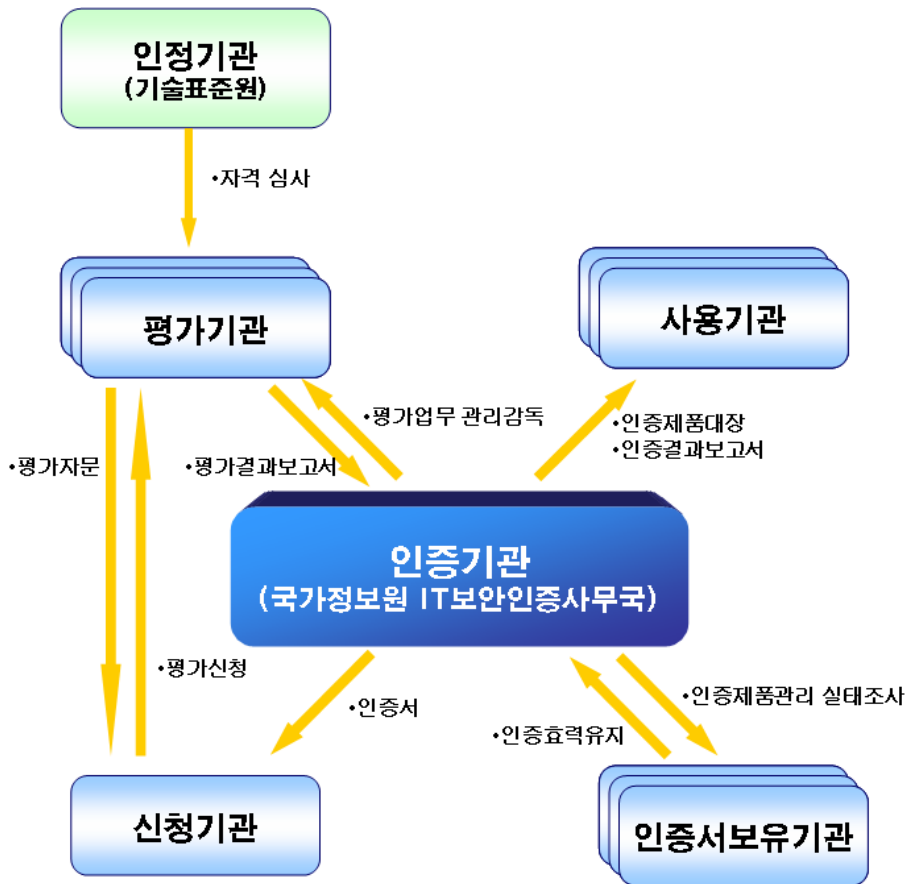 인정기관
(기술표준원)
•자격 심사
평가기관
사용기관
•평가업무 관리감독
•인증제품대장
•인증결과보고서
•평가자문
•평가결과보고서
인증기관
(국가정보원 IT보안인증사무국)
•평가신청
•인증서
•인증제품관리 실태조사
•인증효력유지
신청기관
인증서보유기관